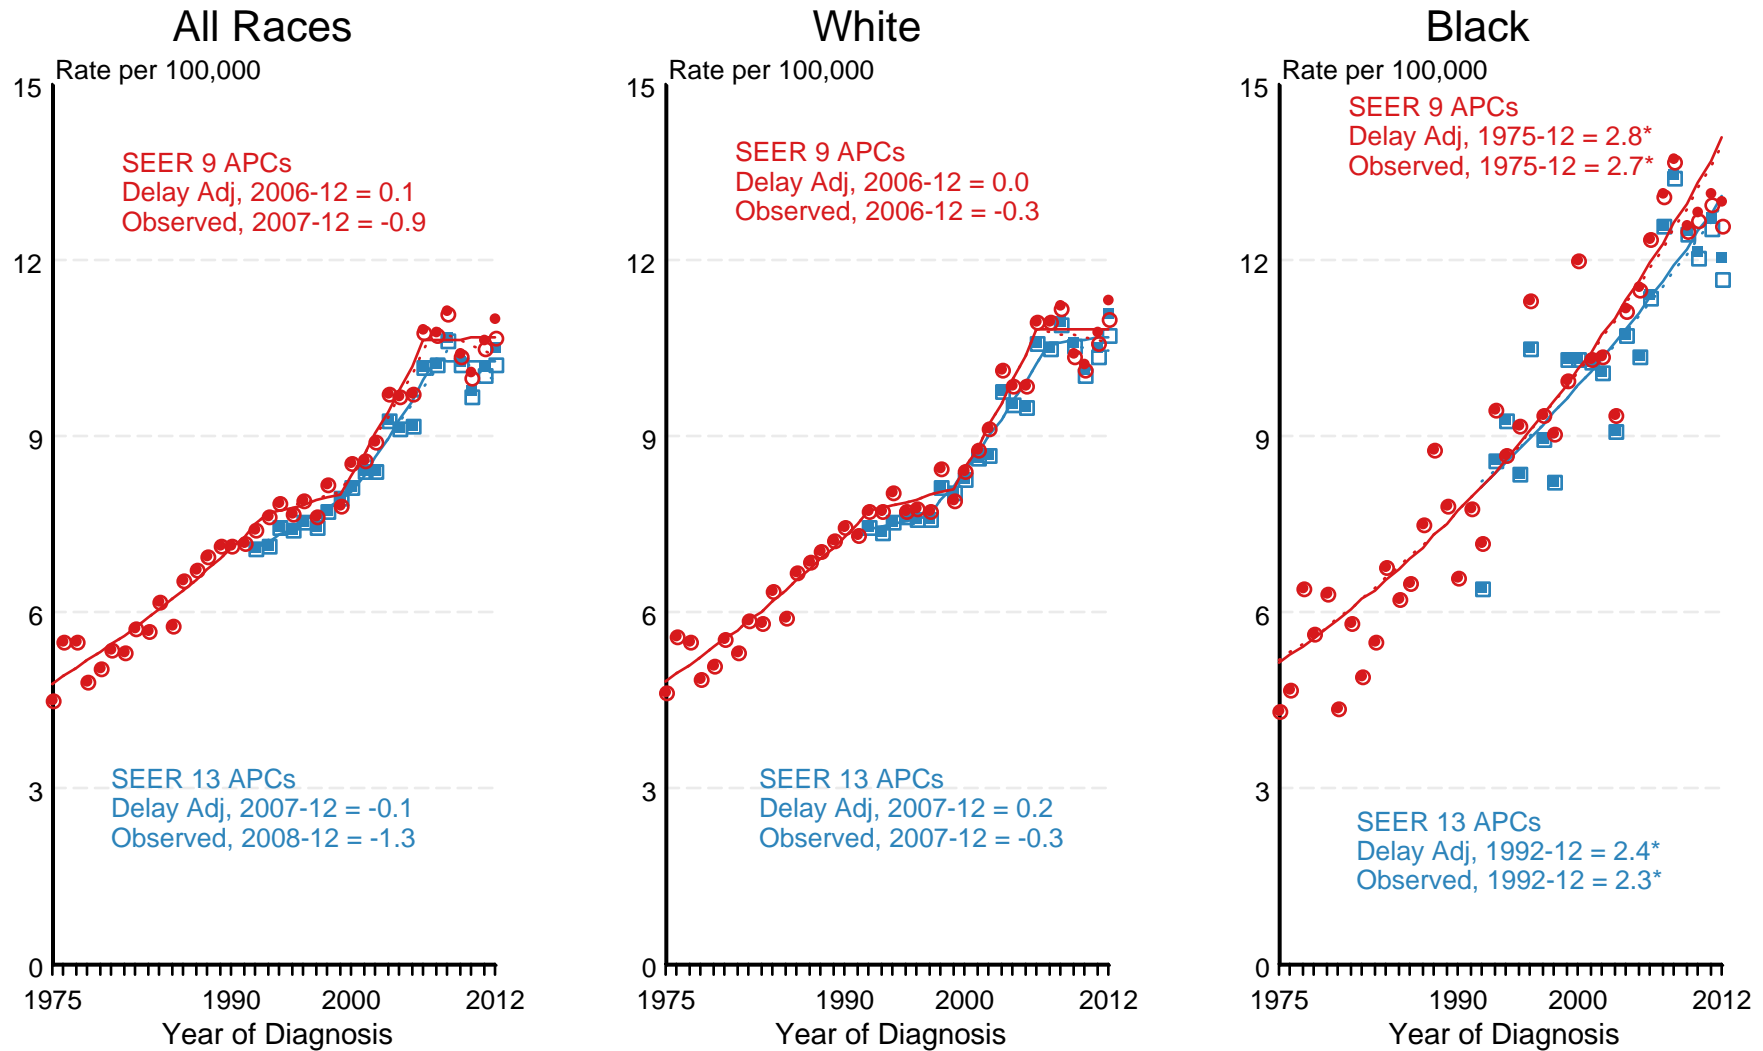 All Races
Rate per 100,000
15
12
9
6
3
0
SEER 9 APCs
Delay Adj, 2006-12 = 0.1
Observed, 2007-12 = -0.9
SEER 13 APCs
Delay Adj, 2007-12 = -0.1
Observed, 2008-12 = -1.3
1975 1990 2000 2012
Year of Diagnosis
White
Rate per 100,000
15
12
9
6
3
0
SEER 9 APCs
Delay Adj, 2006-12 = 0.0
Observed, 2006-12 = -0.3
SEER 13 APCs
Delay Adj, 2007-12 = 0.2
Observed, 2007-12 = -0.3
1975 1990 2000 2012
Year of Diagnosis
Black
Rate per 100,000
15
12
9
6
3
0
SEER 9 APCs
Delay Adj, 1975-12 = 2.8*
Observed, 1975-12 = 2.7*
SEER 13 APCs
Delay Adj, 1992-12 = 2.4*
Observed, 1992-12 = 2.3*
1975 1990 2000 2012
Year of Diagnosis